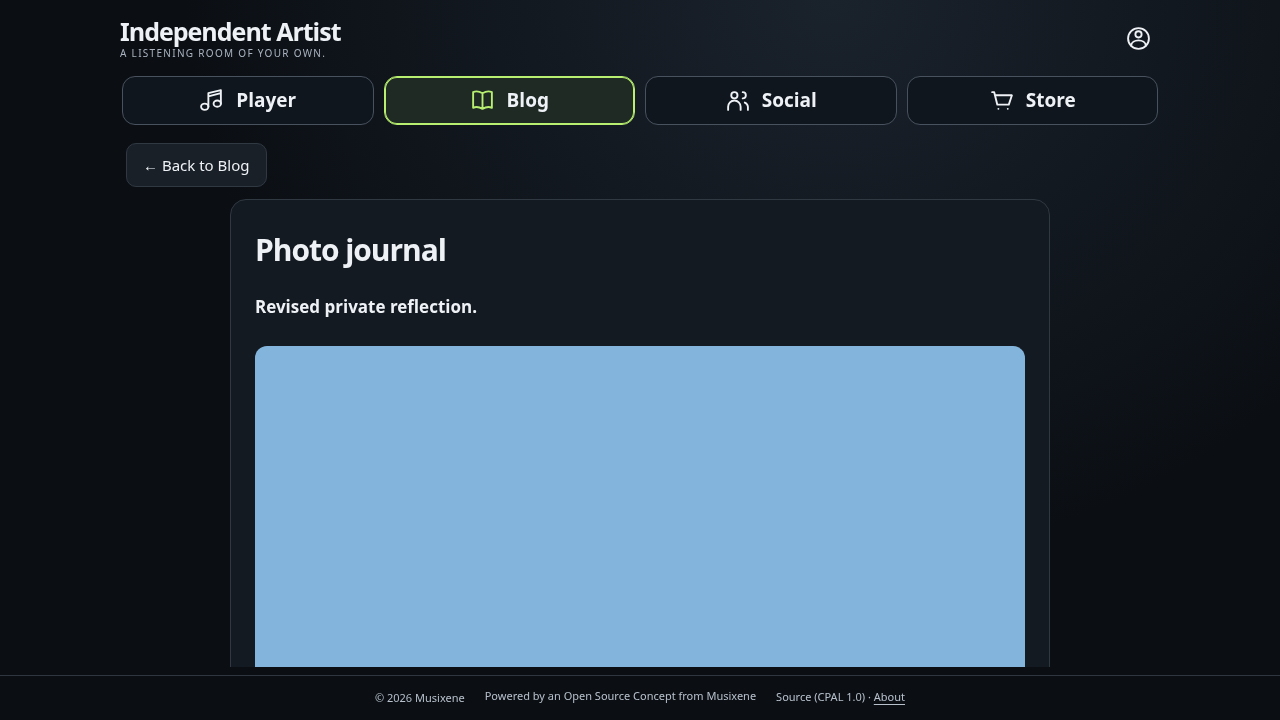 Independent Artist
A LISTENING ROOM OF YOUR OWN.
Player
Blog
Social
Store
← Back to Blog
Photo journal
Revised private reflection.
© 2026 Musixene
Powered by an Open Source Concept from Musixene
Source (CPAL 1.0) · About